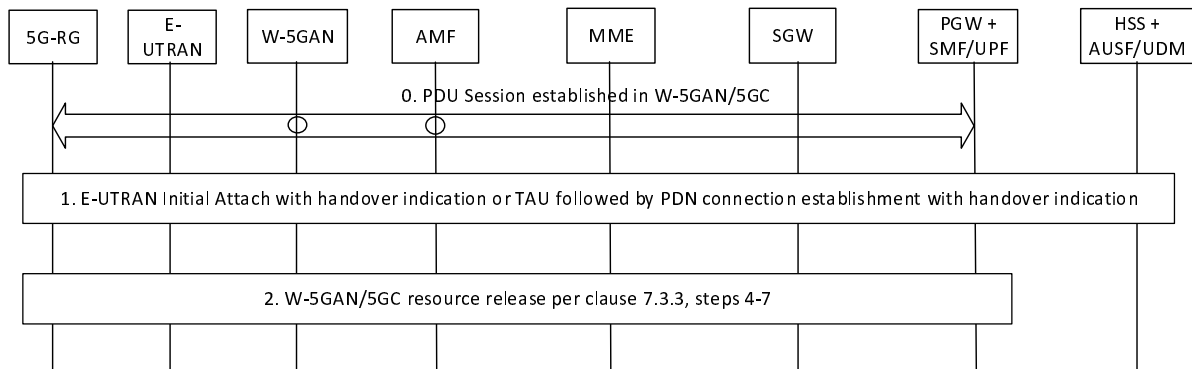 5G-RG
E-
UTRAN
W-5GAN
AMF
MME
SGW
PGW +
SMF/UPF
HSS +
AUSF/UDM
0. PDU Session established in W-5GAN/5GC
1. E-UTRAN Initial Attach with handover indication or TAU followed by PDN connection establishment with handover indication
2. W-5GAN/5GC resource release per clause 7.3.3, steps 4-7